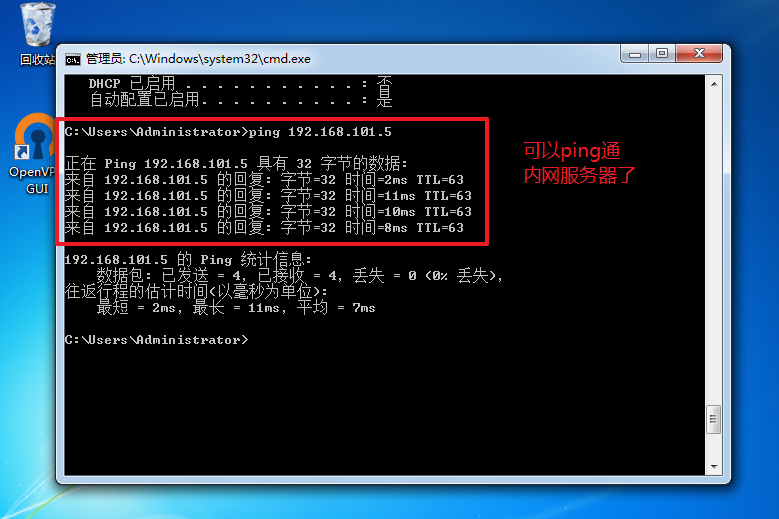 回收站
管理员: C:\Windows\system32\cmd.exe
DHCP 已启用 . . . . . . . . . . . : 否
自动配置已启用. . . . . . . . . . : 是
C:\Users\Administrator>ping 192.168.101.5
正在 Ping 192.168.101.5 具有 32 字节的数据:
来自 192.168.101.5 的回复: 字节=32 时间=2ms TTL=63
来自 192.168.101.5 的回复: 字节=32 时间=11ms TTL=63
来自 192.168.101.5 的回复: 字节=32 时间=10ms TTL=63
来自 192.168.101.5 的回复: 字节=32 时间=8ms TTL=63
192.168.101.5 的 Ping 统计信息:
数据包: 已发送 = 4, 已接收 = 4, 丢失 = 0 (0% 丢失),
往返行程的估计时间(以毫秒为单位):
最短 = 2ms, 最长 = 11ms, 平均 = 7ms
C:\Users\Administrator>
可以ping通
内网服务器了
OpenVP
GUI